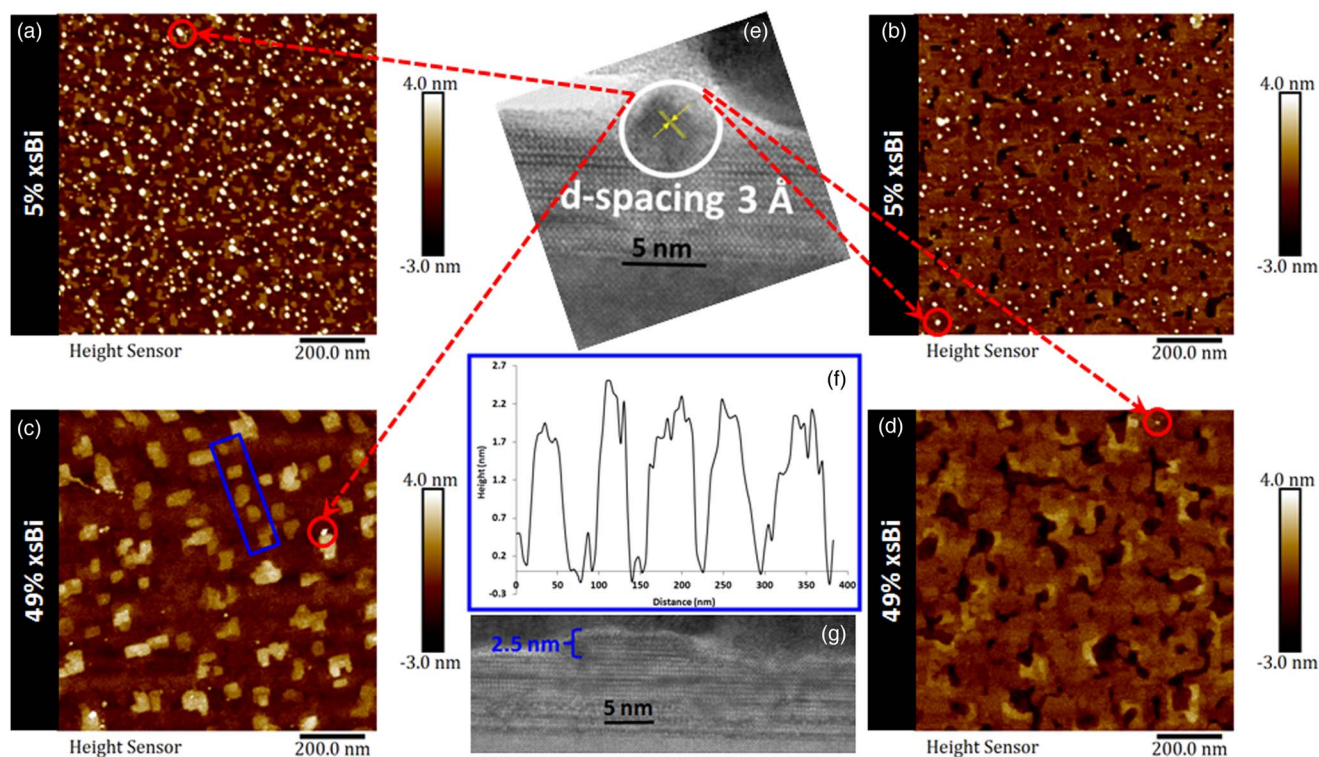 (a)
5% xsBi
4.0 nm
-3.0 nm
Height Sensor
200.0 nm
(e)
d-spacing 3 Å
5 nm
(b)
5% xsBi
4.0 nm
-3.0 nm
Height Sensor
200.0 nm
(c)
49% xsBi
4.0 nm
-3.0 nm
Height Sensor
200.0 nm
(f)
Height (nm)
2.7
2.2
1.7
1.2
0.7
0.2
-0.3
0 50 100 150 200 250 300 350 400
Distance (nm)
(g)
2.5 nm
5 nm
(d)
49% xsBi
4.0 nm
-3.0 nm
Height Sensor
200.0 nm